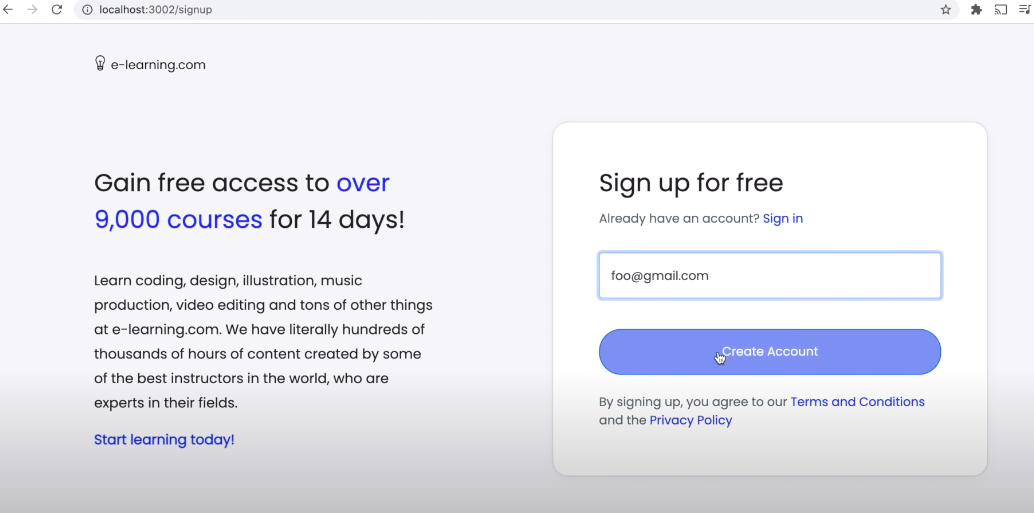 localhost:3002/signup
e-learning.com
Gain free access to over
9,000 courses for 14 days!
Learn coding, design, illustration, music
production, video editing and tons of other things
at e-learning.com. We have literally hundreds of
thousands of hours of content created by some
of the best instructors in the world, who are
experts in their fields.
Start learning today!
Sign up for free
Already have an account? Sign in
foo@gmail.com
Create Account
By signing up, you agree to our Terms and Conditions
and the Privacy Policy